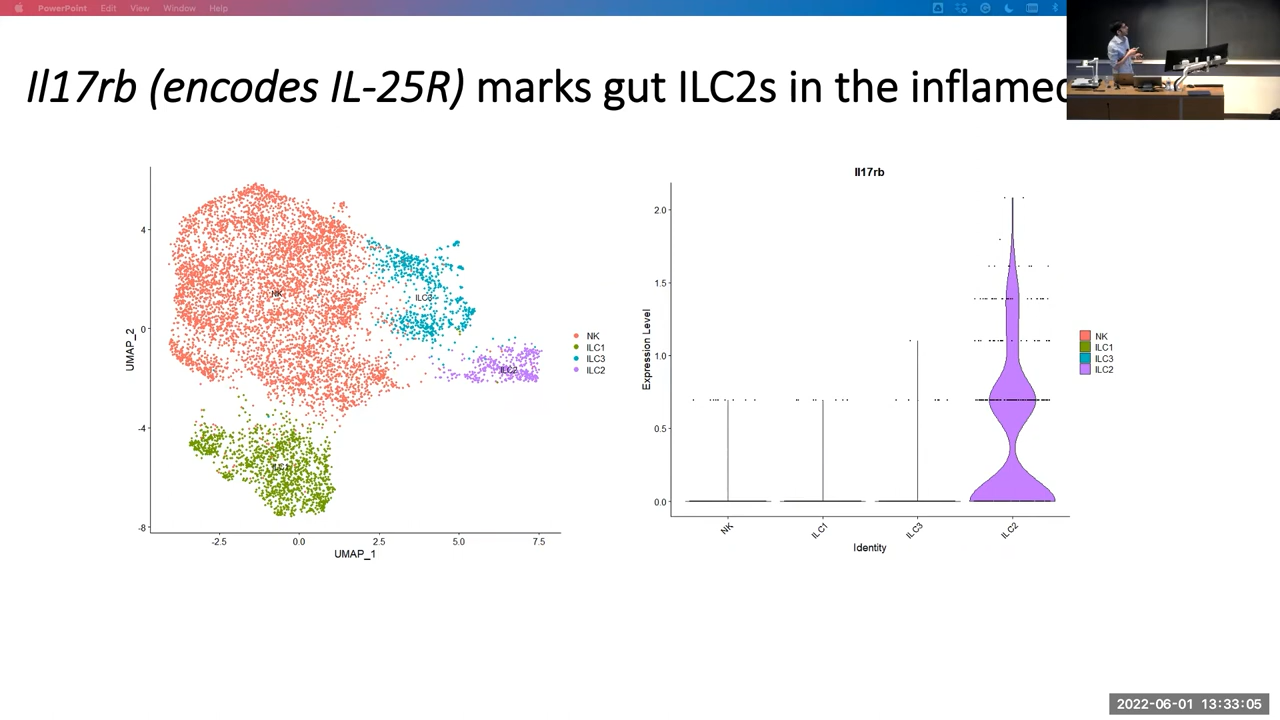 PowerPoint Edit View Window Help
Il17rb (encodes IL-25R) marks gut ILC2s in the inflamed
4
0
-4
-8
-2.5 0.0 2.5 5.0 7.5
UMAP_2
UMAP_1
NK
ILC3
ILC2
ILC1
NK
ILC1
ILC3
ILC2
Il17rb
2.0
1.5
1.0
0.5
0.0
Expression Level
NK ILC1 ILC3 ILC2
Identity
NK
ILC1
ILC3
ILC2
2022-06-01 13:33:05